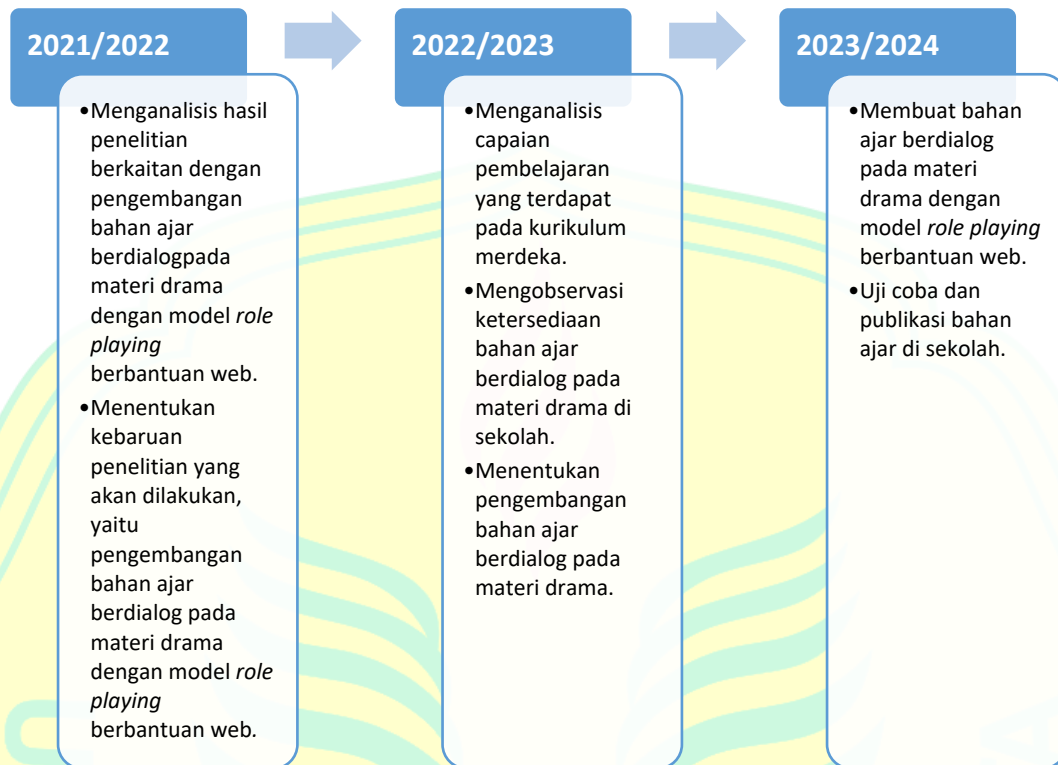 2021/2022
•Menganalisis hasil
penelitian
berkaitan dengan
pengembangan
bahan ajar
berdialogpada
materi drama
dengan model role
playing
berbantuan web.
•Menentukan
kebaruan
penelitian yang
akan dilakukan,
yaitu
pengembangan
bahan ajar
berdialog pada
materi drama
dengan model role
playing
berbantuan web.
2022/2023
•Menganalisis
capaian
pembelajaran
yang terdapat
pada kurikulum
merdeka.
•Mengobservasi
ketersediaan
bahan ajar
berdialog pada
materi drama di
sekolah.
•Menentukan
pengembangan
bahan ajar
berdialog pada
materi drama.
2023/2024
•Membuat bahan
ajar berdialog
pada materi
drama dengan
model role playing
berbantuan web.
•Uji coba dan
publikasi bahan
ajar di sekolah.